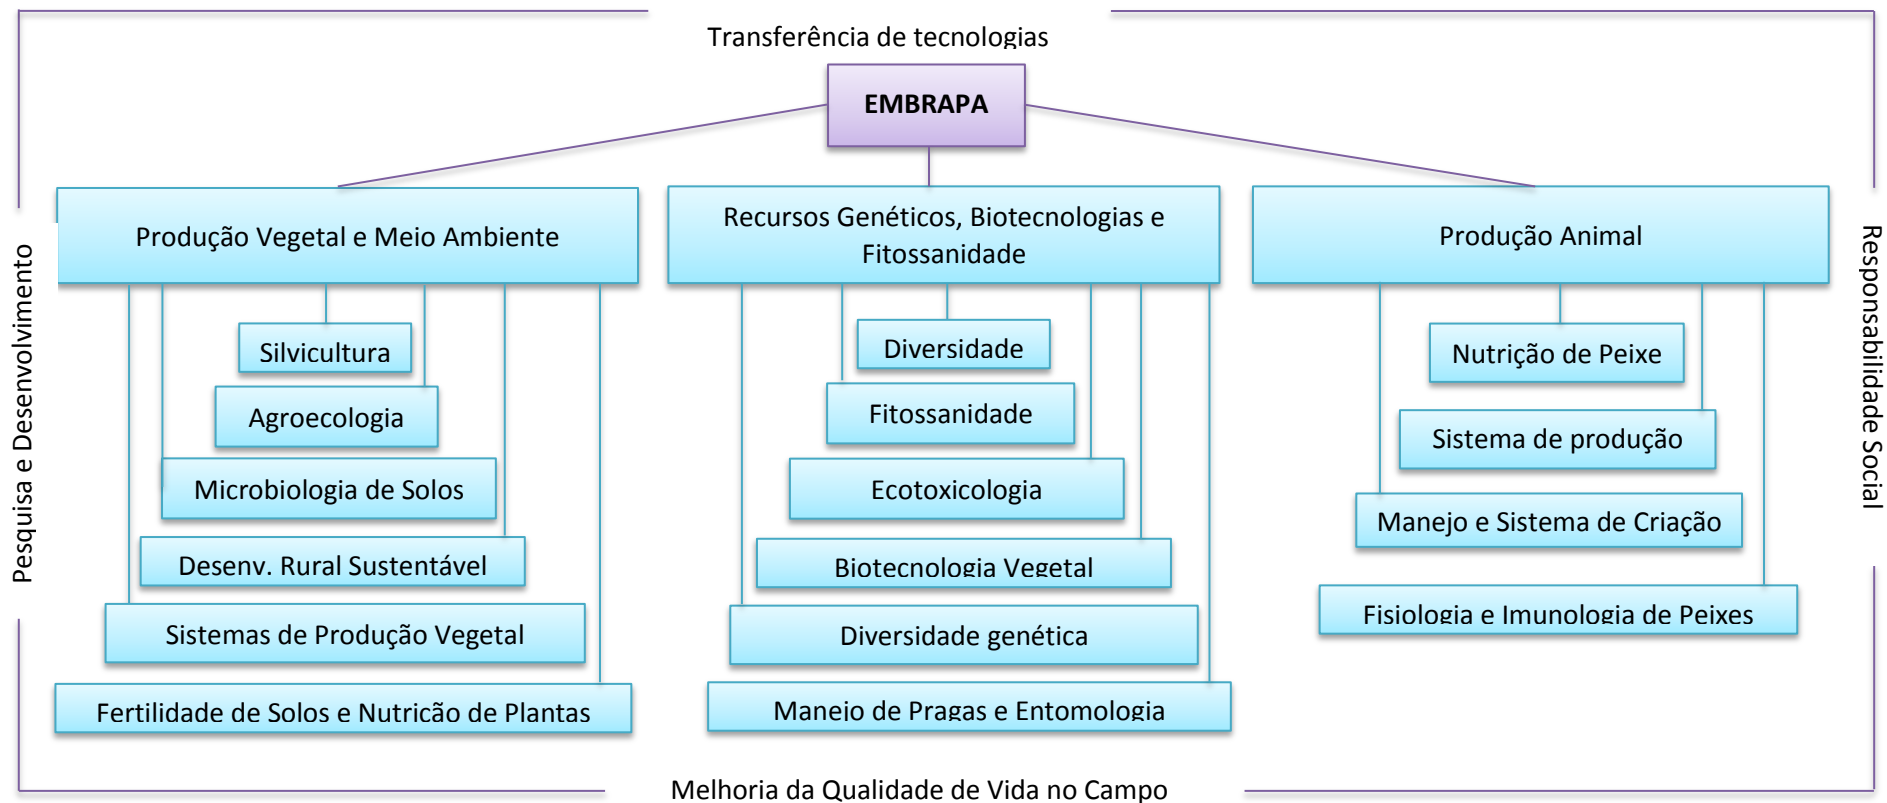 Transferência de tecnologias
EMBRAPA
Pesquisa e Desenvolvimento
Responsabilidade Social
Produção Vegetal e Meio Ambiente
Silvicultura
Agroecologia
Microbiologia de Solos
Desenv. Rural Sustentável
Sistemas de Produção Vegetal
Fertilidade de Solos e Nutrição de Plantas
Recursos Genéticos, Biotecnologias e
Fitossanidade
Diversidade
Fitossanidade
Ecotoxicologia
Biotecnologia Vegetal
Diversidade genética
Manejo de Pragas e Entomologia
Produção Animal
Nutrição de Peixe
Sistema de produção
Manejo e Sistema de Criação
Fisiologia e Imunologia de Peixes
Melhoria da Qualidade de Vida no Campo